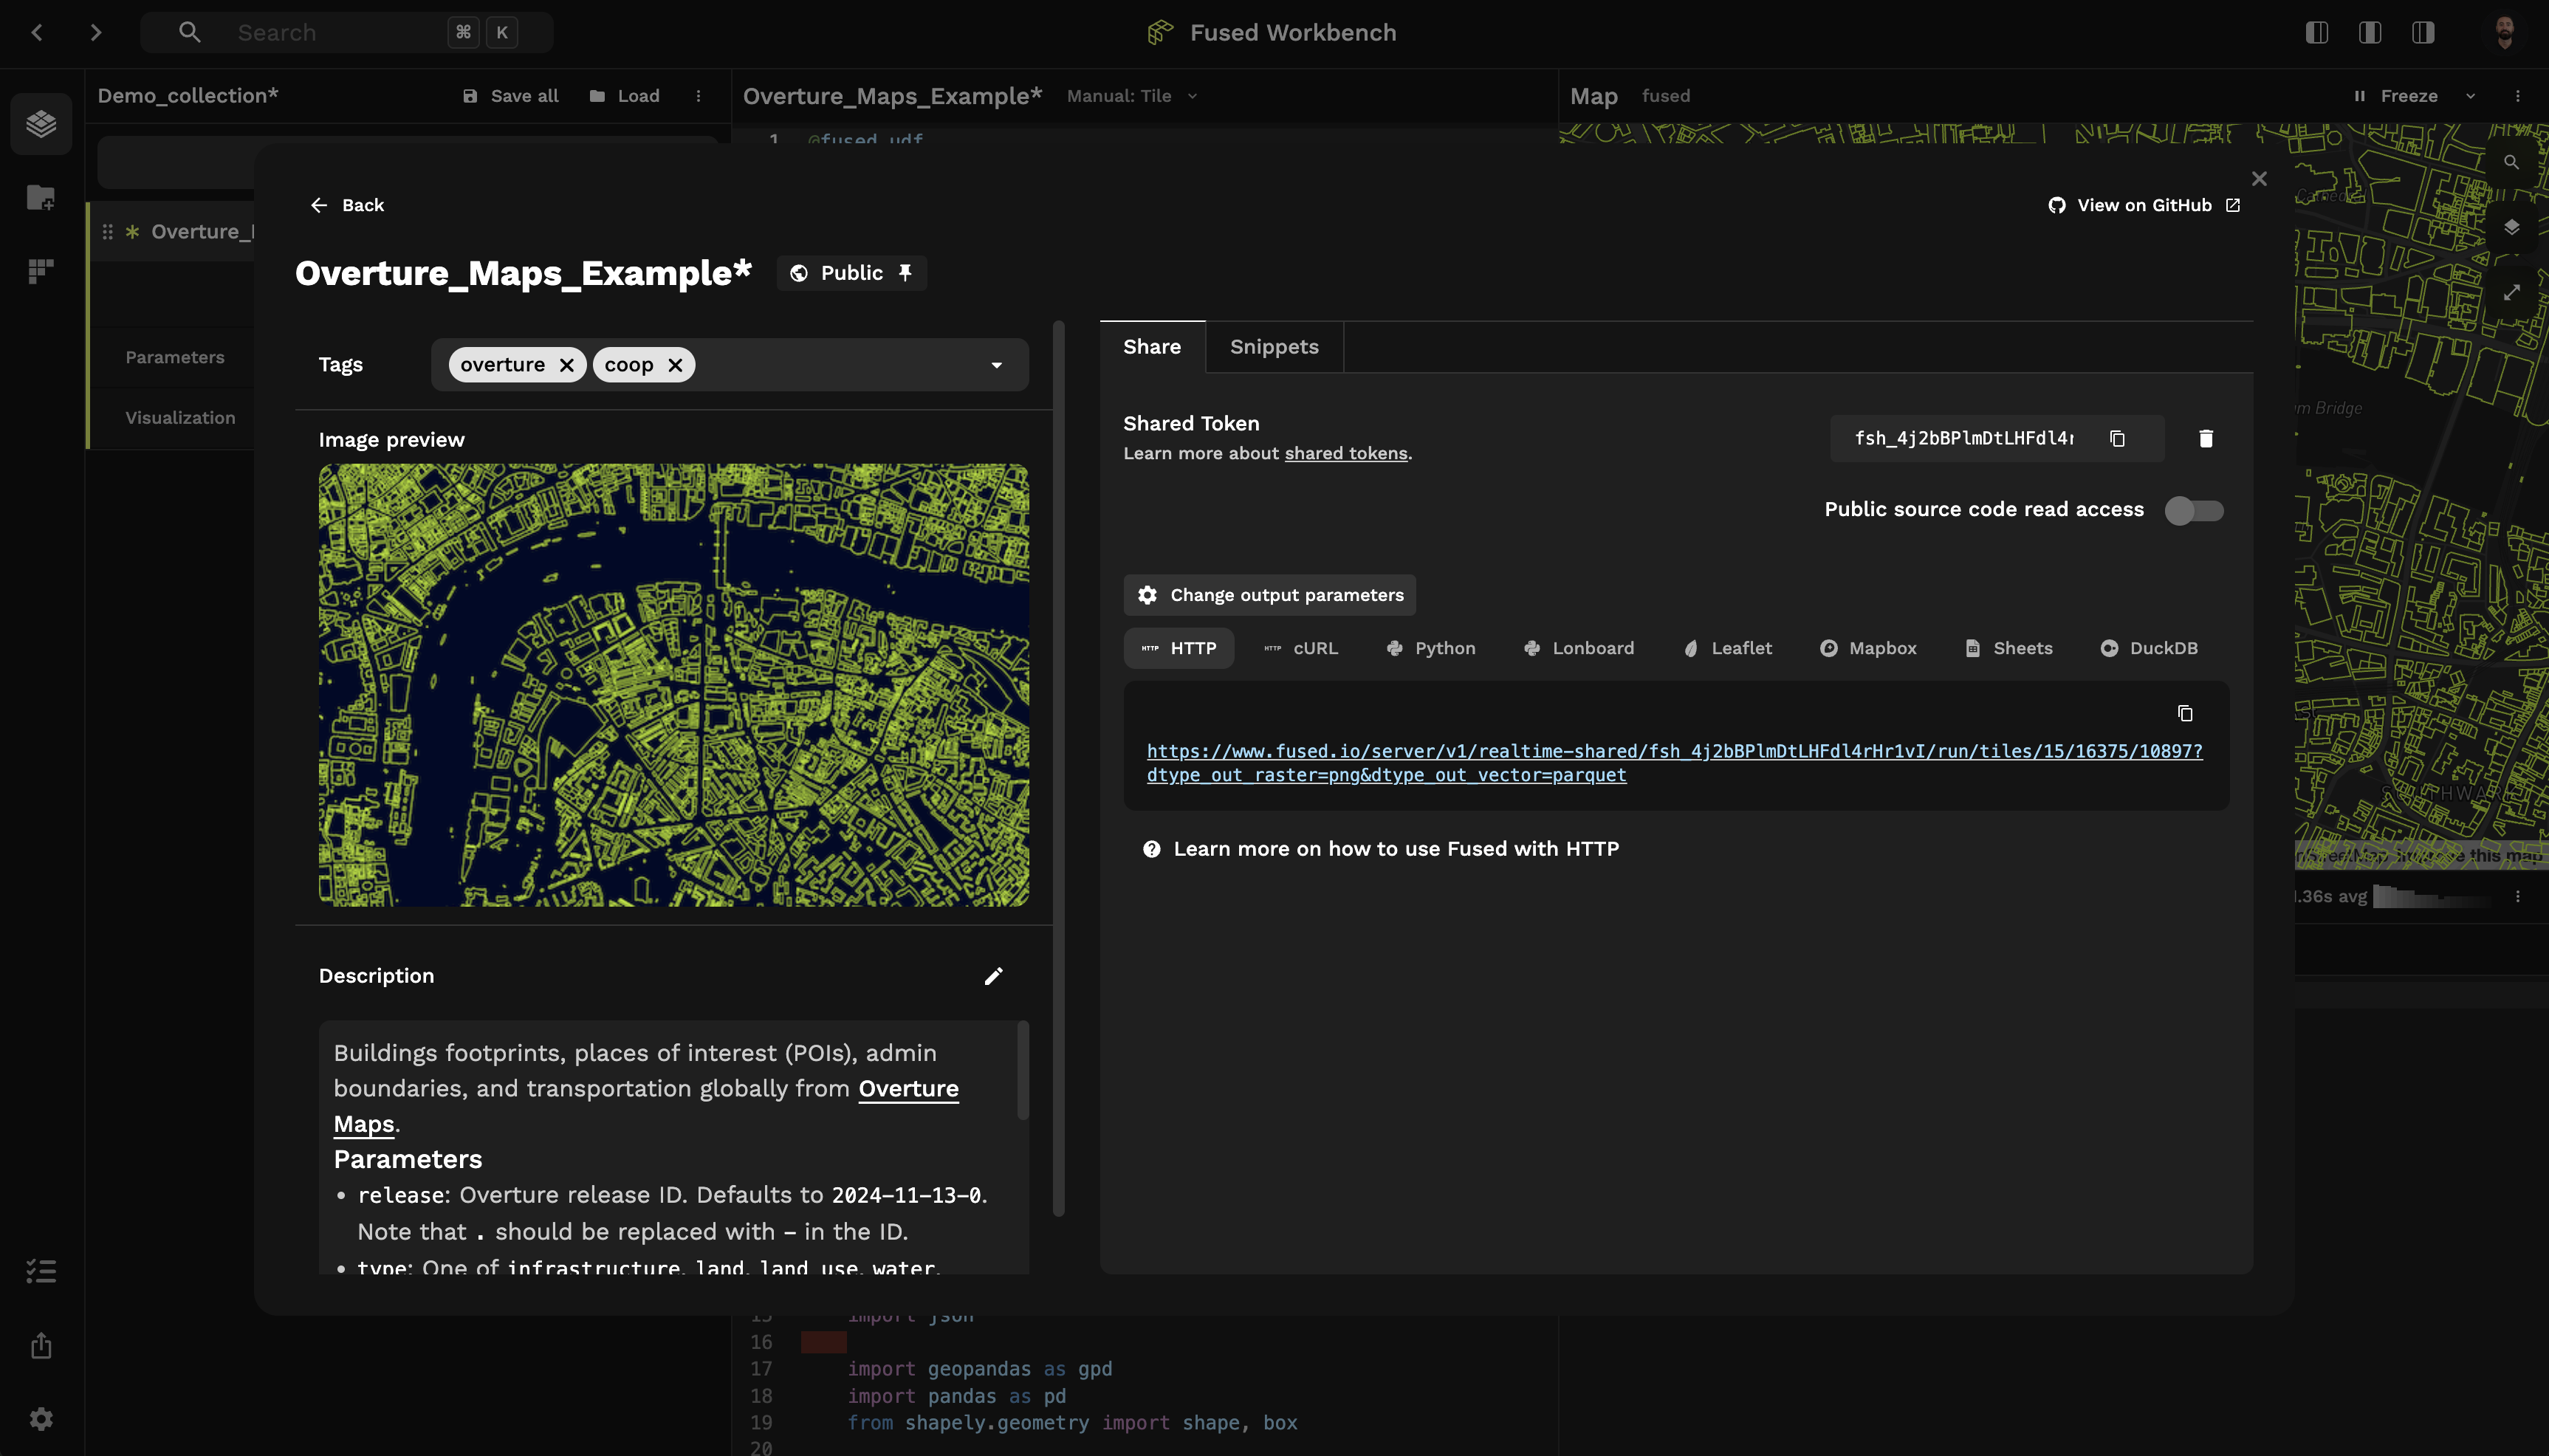 Search
⌘ K
Fused Workbench
Demo_collection*
Save all
Load
Overture_Maps_Example*
Manual: Tile
Map
fused
Freeze
1 @fused.udf
Overture_
Parameters
Visualization
Back
View on GitHub
Overture_Maps_Example*
Public
Tags
overture
coop
Image preview
Description
Buildings footprints, places of interest (POIs), admin
boundaries, and transportation globally from Overture
Maps.
Parameters
• release: Overture release ID. Defaults to 2024-11-13-0.
Note that . should be replaced with - in the ID.
• type: One of infrastructure, land, land_use, water,
Share
Snippets
Shared Token
Learn more about shared tokens.
fsh_4j2bBPlmDtLHFdl4r
Public source code read access
Change output parameters
HTTP HTTP
HTTP cURL
Python
Lonboard
Leaflet
Mapbox
Sheets
DuckDB
https://www.fused.io/server/v1/realtime-shared/fsh_4j2bBPlmDtLHFdl4rHr1vI/run/tiles/15/16375/10897?
dtype_out_raster=png&dtype_out_vector=parquet
Learn more on how to use Fused with HTTP
m Bridge
SOUTHWARK
this map
1.36s avg
15 import json
16
17 import geopandas as gpd
18 import pandas as pd
19 from shapely.geometry import shape, box
20